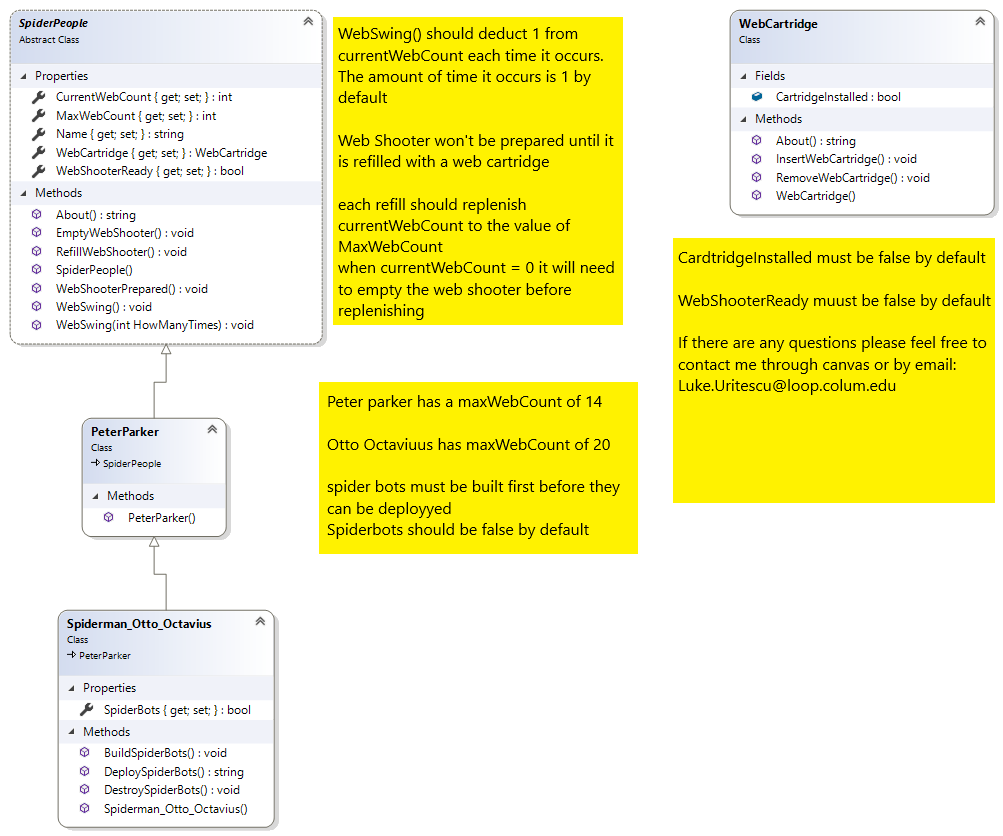 SpiderPeople
Abstract Class
Properties
CurrentWebCount { get; set; } : int
MaxWebCount { get; set; } : int
Name { get; set; } : string
WebCartridge { get; set; } : WebCartridge
WebShooterReady { get; set; } : bool
Methods
About() : string
EmptyWebShooter() : void
RefillWebShooter() : void
SpiderPeople()
WebShooterPrepared() : void
WebSwing() : void
WebSwing(int HowManyTimes) : void
WebSwing() should deduct 1 from
currentWebCount each time it occurs.
The amount of time it occurs is 1 by
default
Web Shooter won't be prepared until it
is refilled with a web cartridge
each refill should replenish
currentWebCount to the value of
MaxWebCount
when currentWebCount = 0 it will need
to empty the web shooter before
replenishing
WebCartridge
Class
Fields
CartridgeInstalled : bool
Methods
About() : string
InsertWebCartridge() : void
RemoveWebCartridge() : void
WebCartridge()
CardtridgeInstalled must be false by default
WebShooterReady muust be false by default
If there are any questions please feel free to
contact me through canvas or by email:
Luke.Uritescu@loop.colum.edu
PeterParker
Class
SpiderPeople
Methods
PeterParker()
Peter parker has a maxWebCount of 14
Otto Octaviuus has maxWebCount of 20
spider bots must be built first before they
can be deployyed
Spiderbots should be false by default
Spiderman_Otto_Octavius
Class
PeterParker
Properties
SpiderBots { get; set; } : bool
Methods
BuildSpiderBots() : void
DeploySpiderBots() : string
DestroySpiderBots() : void
Spiderman_Otto_Octavius()